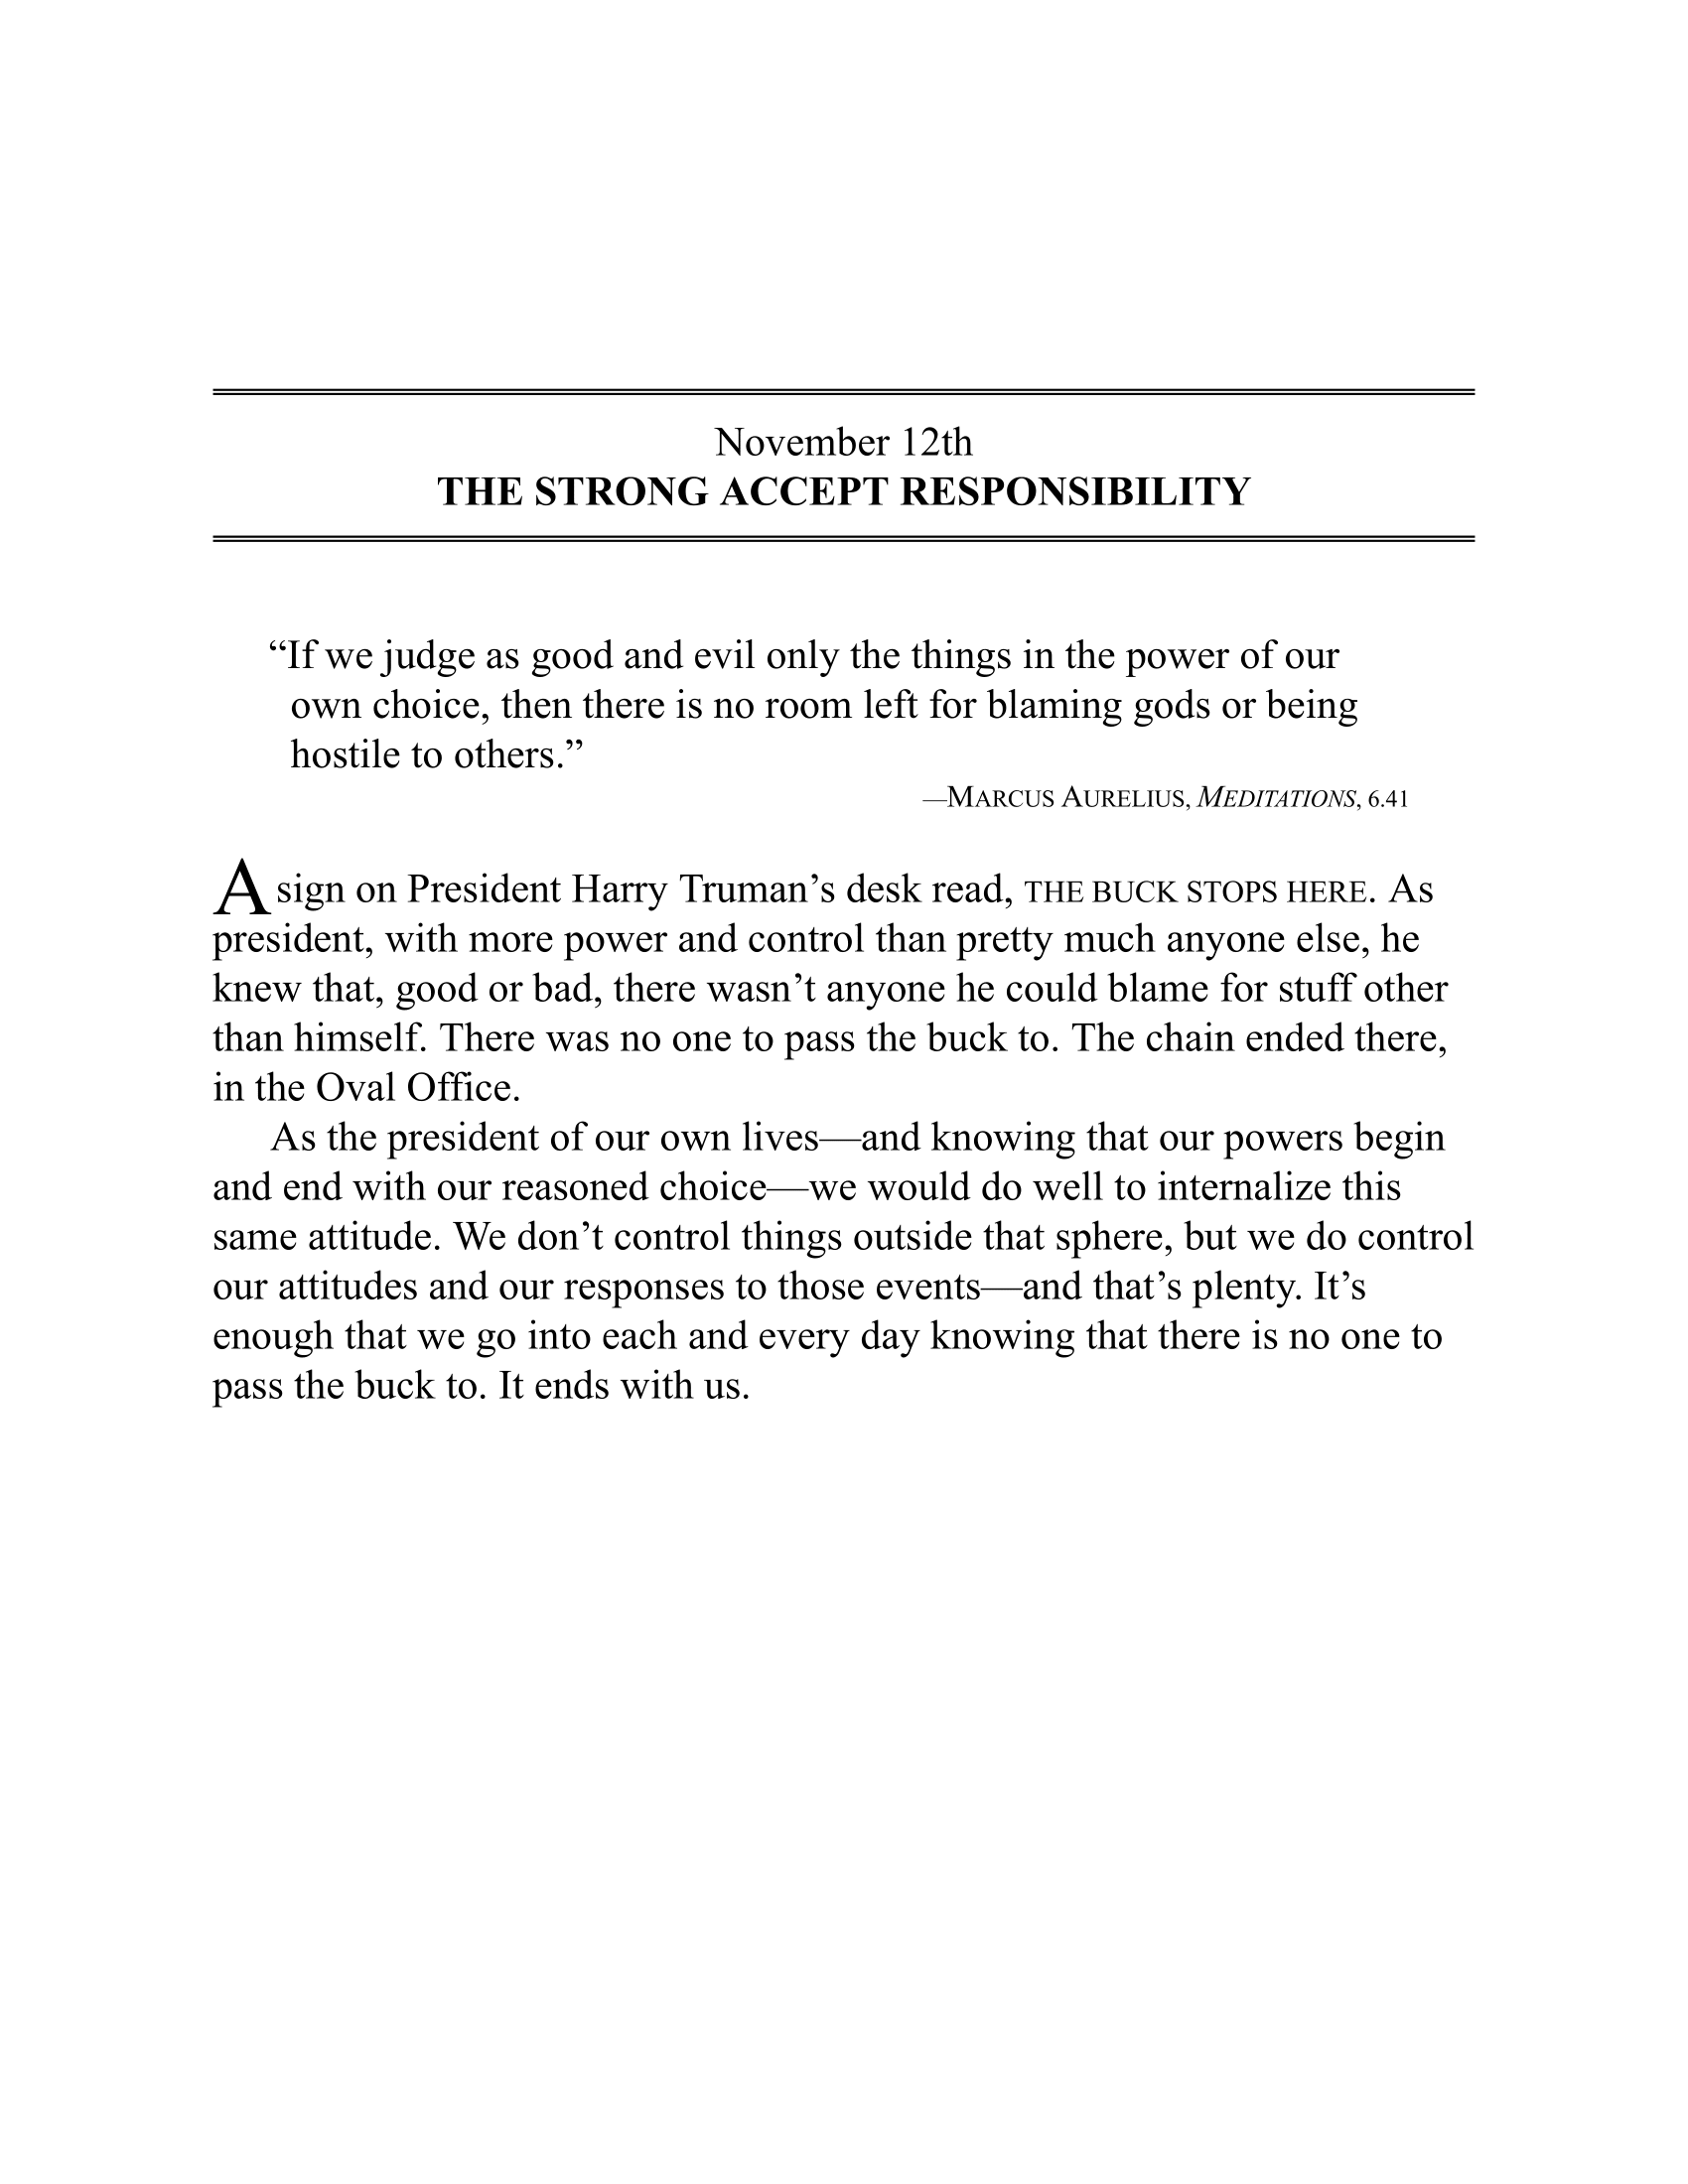 November 12th
THE STRONG ACCEPT RESPONSIBILITY
“If we judge as good and evil only the things in the power of our
own choice, then there is no room left for blaming gods or being
hostile to others.”
—MARCUS AURELIUS, MEDITATIONS, 6.41
A sign on President Harry Truman’s desk read, THE BUCK STOPS HERE. As
president, with more power and control than pretty much anyone else, he
knew that, good or bad, there wasn’t anyone he could blame for stuff other
than himself. There was no one to pass the buck to. The chain ended there,
in the Oval Office.
As the president of our own lives—and knowing that our powers begin
and end with our reasoned choice—we would do well to internalize this
same attitude. We don’t control things outside that sphere, but we do control
our attitudes and our responses to those events—and that’s plenty. It’s
enough that we go into each and every day knowing that there is no one to
pass the buck to. It ends with us.